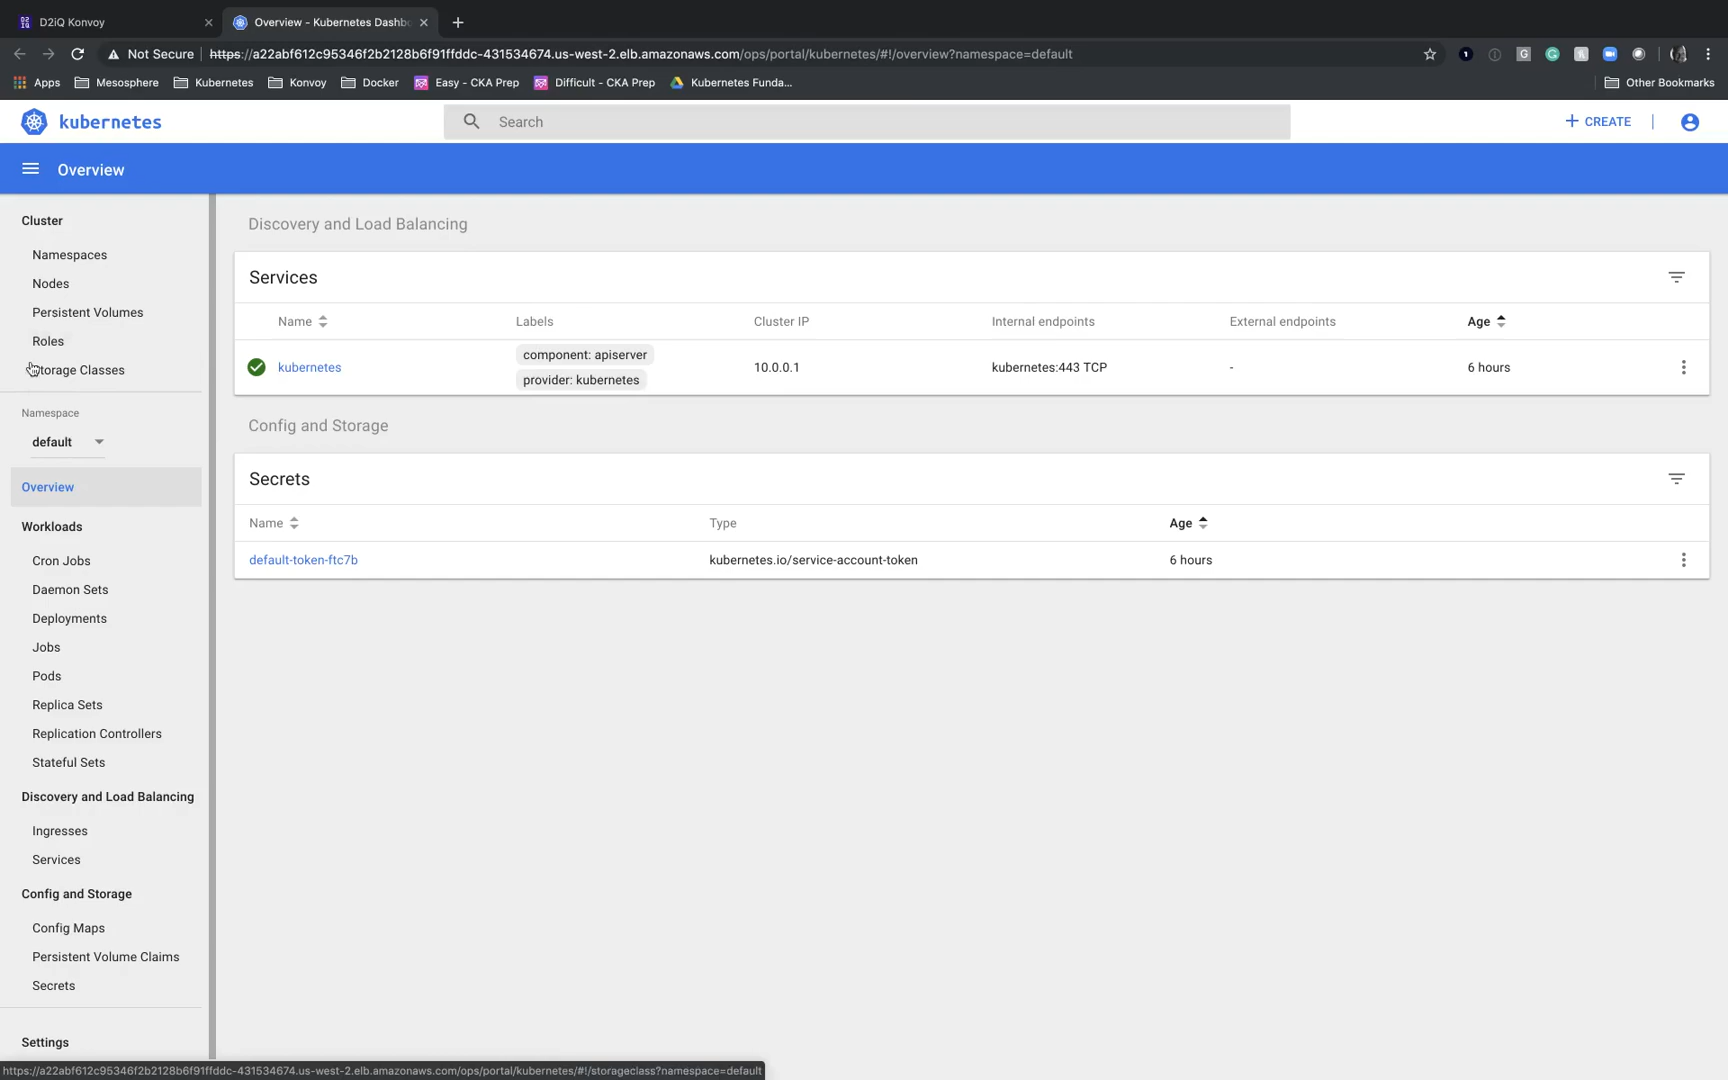 D2iQ Konvoy
Overview - Kubernetes Dashbo
Not Secure
https://a22abf612c95346f2b2128b6f91ffddc-431534674.us-west-2.elb.amazonaws.com/ops/portal/kubernetes/#!/overview?namespace=default
Apps
Mesosphere
Kubernetes
Konvoy
Docker
Easy - CKA Prep
Difficult - CKA Prep
Kubernetes Funda...
Other Bookmarks
kubernetes
Search
+ CREATE
Overview
Cluster
Namespaces
Nodes
Persistent Volumes
Roles
Storage Classes
Namespace
default
Overview
Workloads
Cron Jobs
Daemon Sets
Deployments
Jobs
Pods
Replica Sets
Replication Controllers
Stateful Sets
Discovery and Load Balancing
Ingresses
Services
Config and Storage
Config Maps
Persistent Volume Claims
Secrets
Settings
Discovery and Load Balancing
Services
Name Labels Cluster IP Internal endpoints External endpoints Age
kubernetes component: apiserver 10.0.0.1 kubernetes:443 TCP - 6 hours
provider: kubernetes
Config and Storage
Secrets
Name Type Age
default-token-ftc7b kubernetes.io/service-account-token 6 hours
https://a22abf612c95346f2b2128b6f91ffddc-431534674.us-west-2.elb.amazonaws.com/ops/portal/kubernetes/#!/storageclass?namespace=default